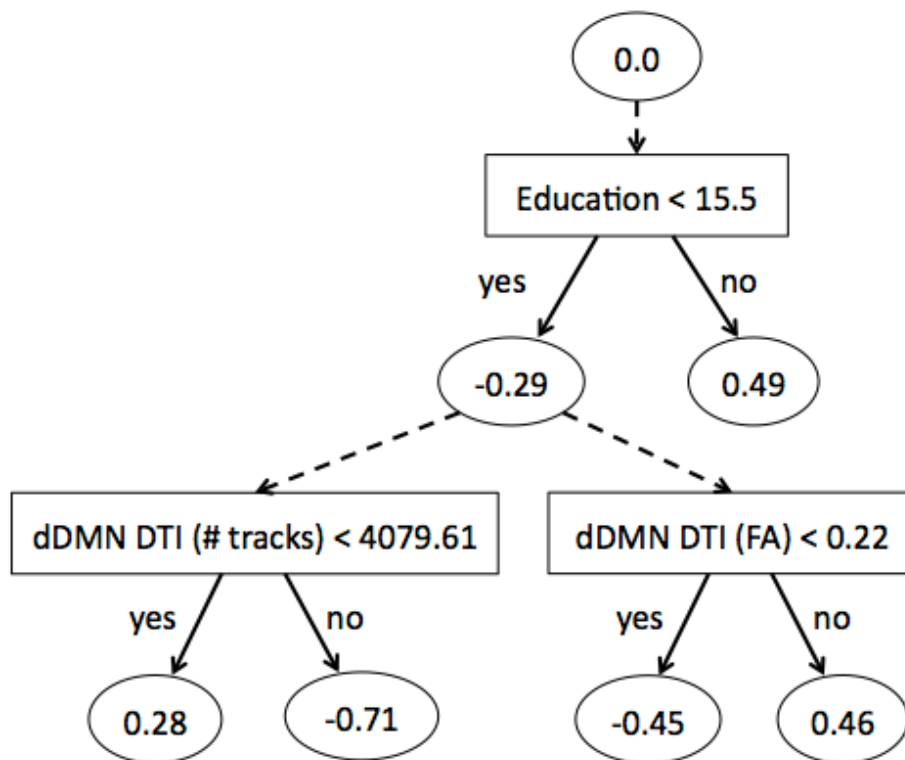 0.0
Education < 15.5
yes
no
-0.29
0.49
dDMN DTI (# tracks) < 4079.61
dDMN DTI (FA) < 0.22
yes
no
yes
no
0.28
-0.71
-0.45
0.46